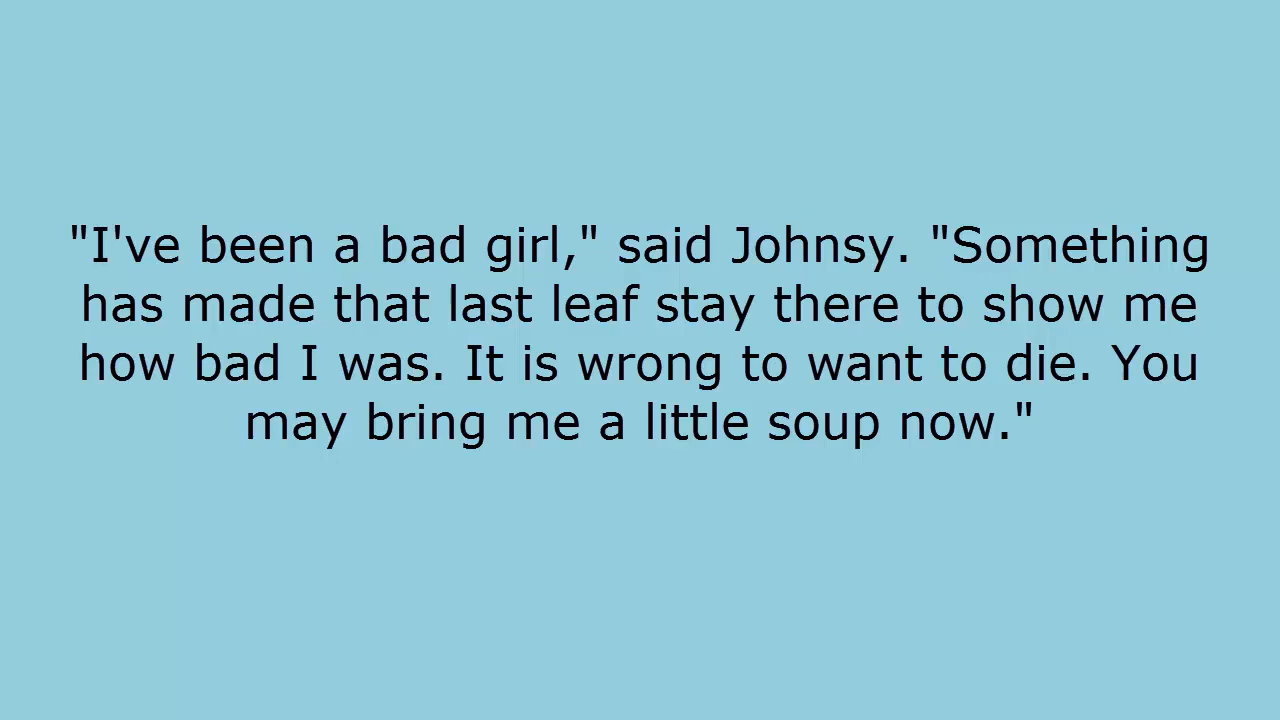 "I've been a bad girl," said Johnsy. "Something
has made that last leaf stay there to show me
how bad I was. It is wrong to want to die. You
may bring me a little soup now."